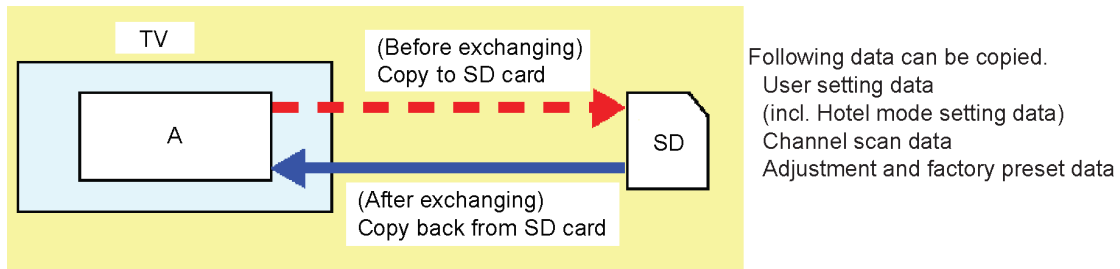 TV
(Before exchanging)
Copy to SD card
A
SD
(After exchanging)
Copy back from SD card
Following data can be copied.
User setting data
(incl. Hotel mode setting data)
Channel scan data
Adjustment and factory preset data